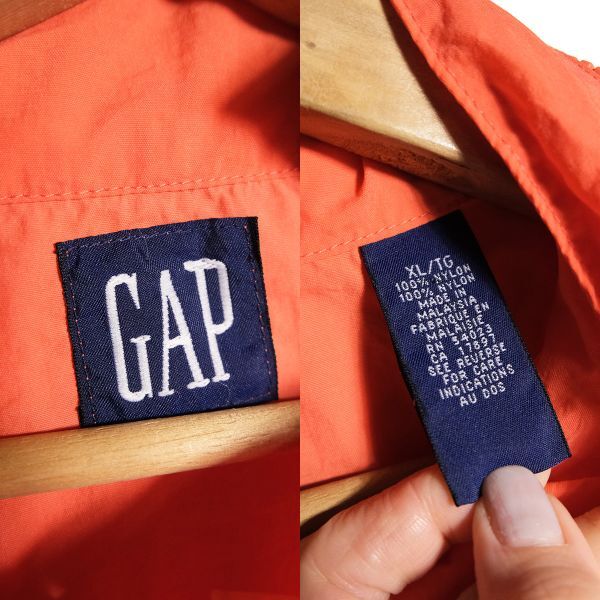 GAP
XL/TG
100% NYLON
100% NYLON
MADE IN
MALAYSIA
FABRIQUE EN
MALAISIE
RN 54023
CA 17897
SEE REVERSE
FOR CARE
INDICATIONS
AU DOS